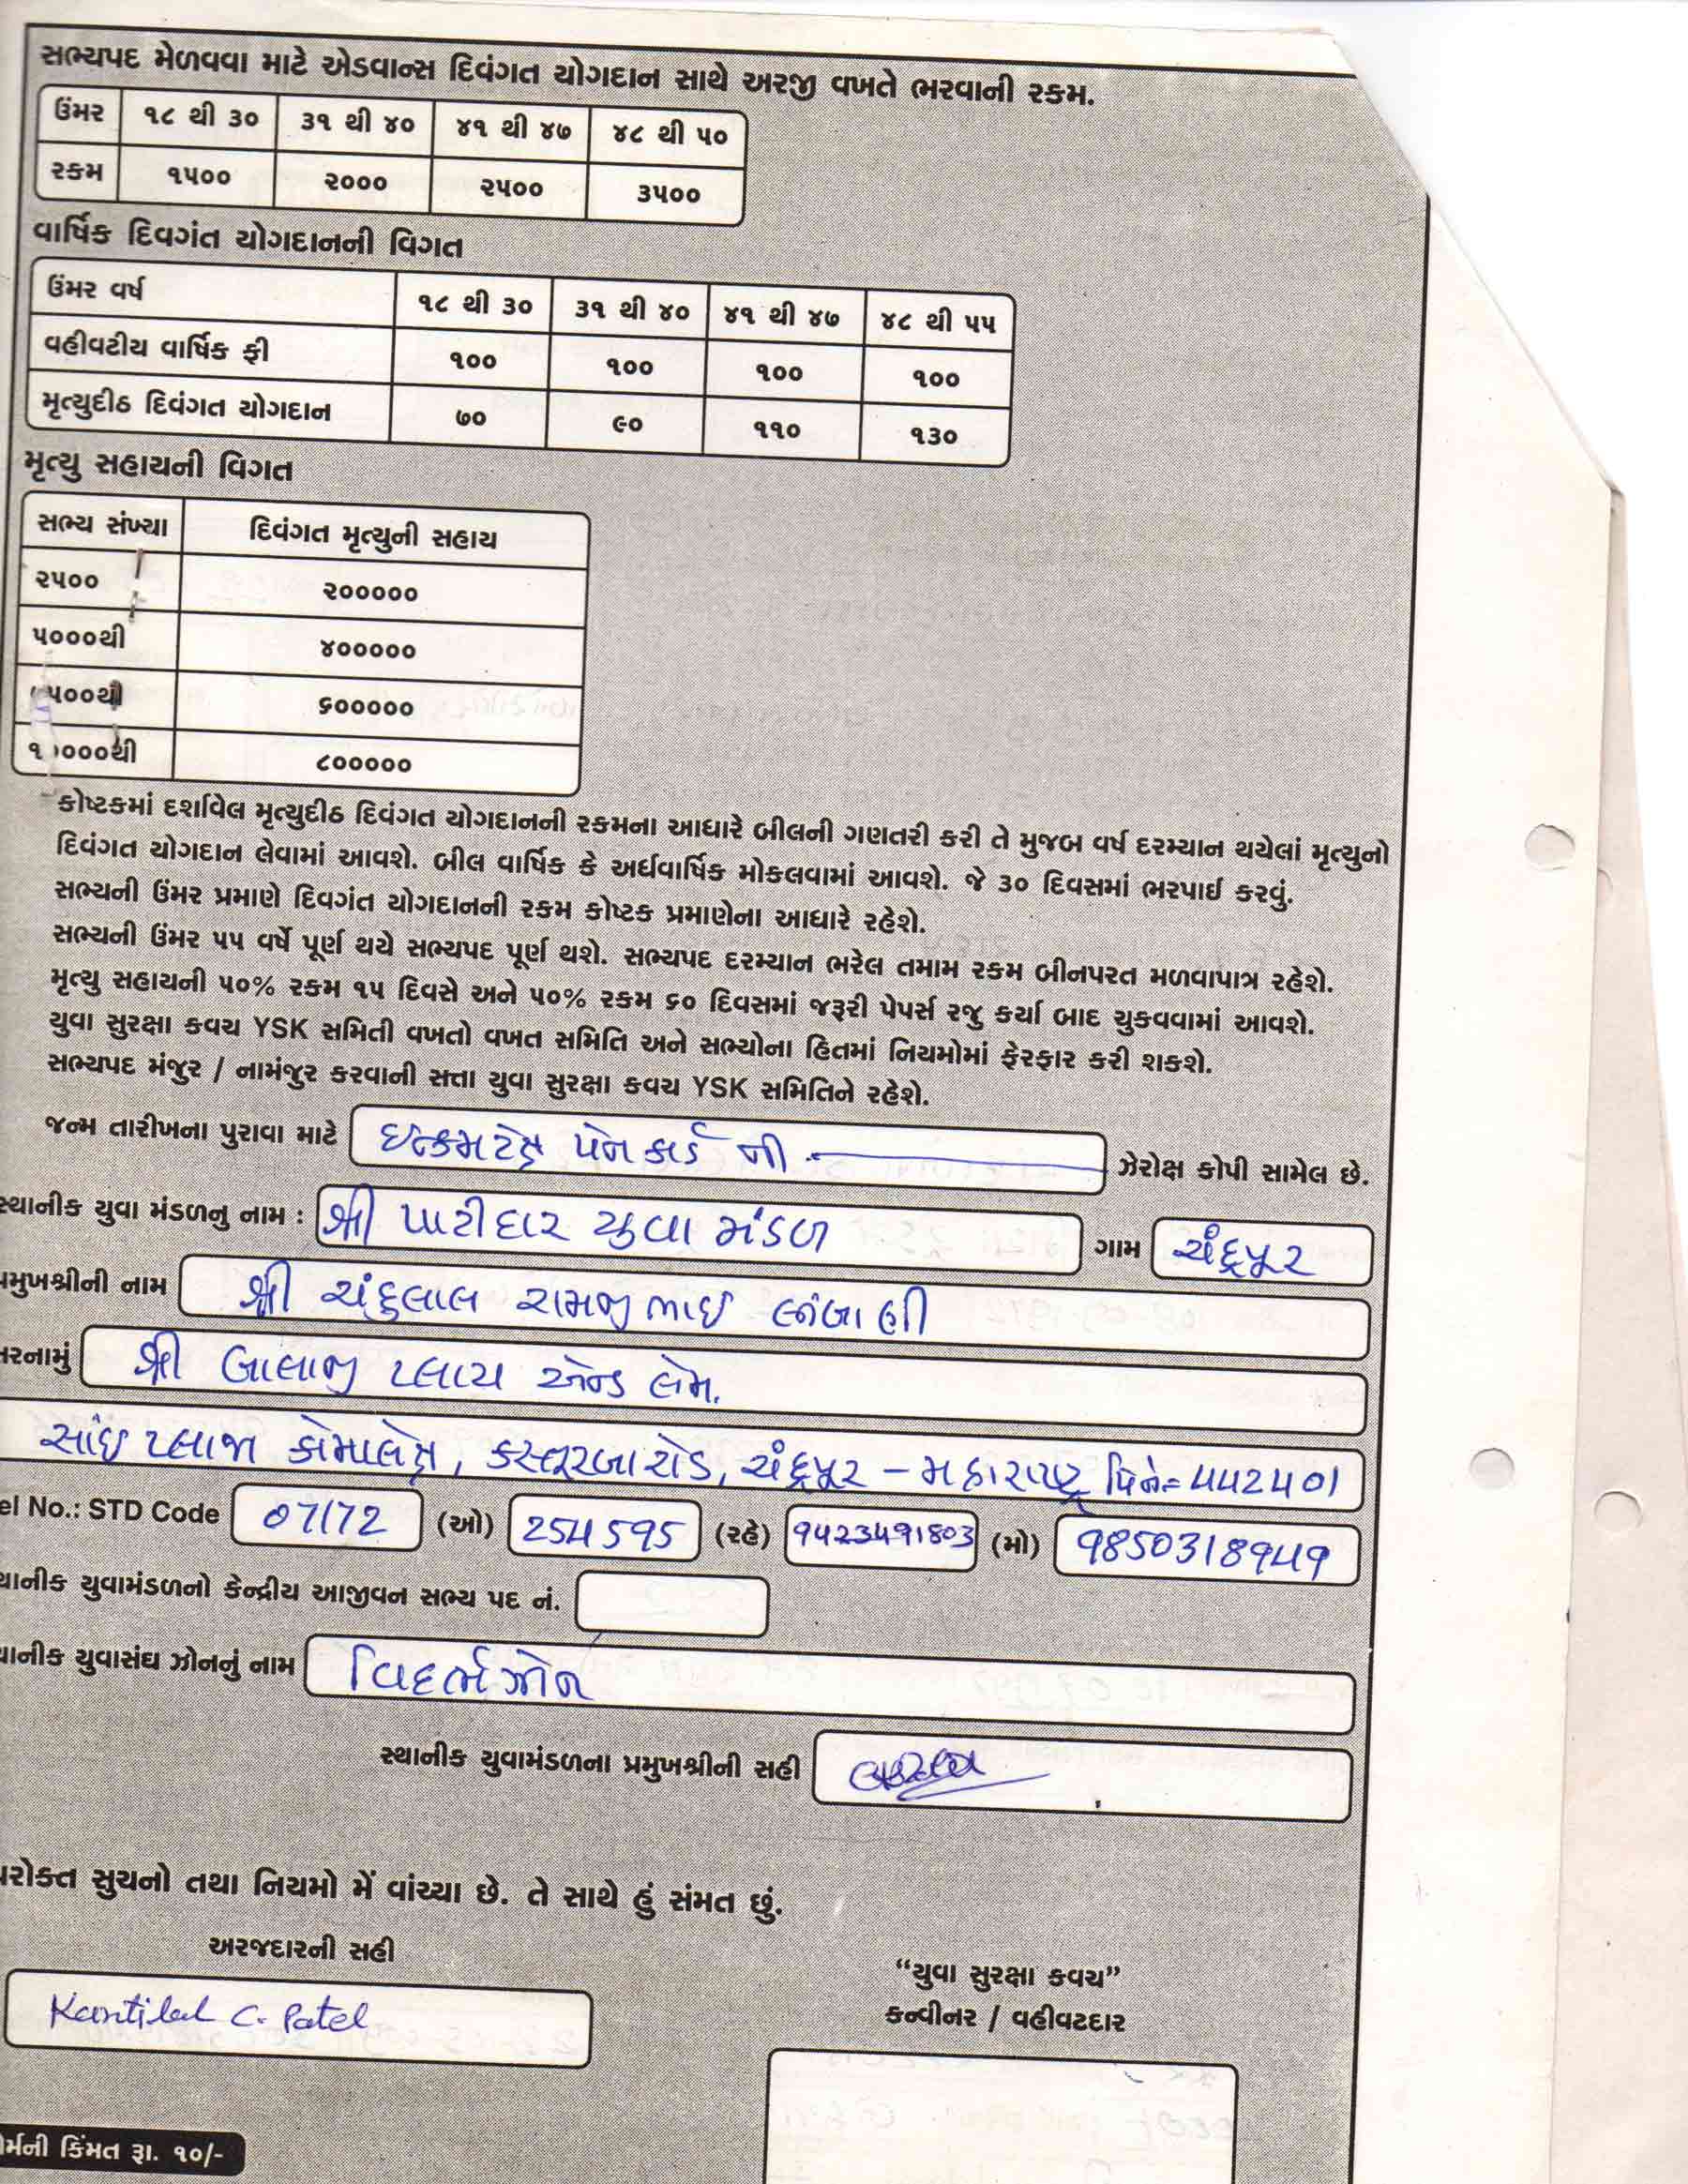 સભ્યપદ મેળવવા માટે એડવાન્સ દિવંગત યોગદાન સાથે અરજી વખતે ભરવાની રકમ.
ઉંમર ૧૮ થી ૩૦ ૩૧ થી ૪૦ ૪૧ થી ૪૭ ૪૮ થી ૫૦
રકમ ૧૫૦૦ ૨૦૦૦ ૨૫૦૦ ૩૫૦૦
વાર્ષિક દિવગંત યોગદાનની વિગત
ઉંમર વર્ષ ૧૮ થી ૩૦ ૩૧ થી ૪૦ ૪૧ થી ૪૭ ૪૮ થી ૫૫
વહીવટીય વાર્ષિક ફી ૧૦૦ ૧૦૦ ૧૦૦ ૧૦૦
મૃત્યુદીઠ દિવંગત યોગદાન ૭૦ ૯૦ ૧૧૦ ૧૩૦
મૃત્યુ સહાયની વિગત
સભ્ય સંખ્યા દિવંગત મૃત્યુની સહાય
૨૫૦૦ ૨૦૦૦૦૦
૫૦૦૦થી ૪૦૦૦૦૦
૫૦૦થી ૬૦૦૦૦૦
૧૦૦૦૦થી ૮૦૦૦૦૦
કોષ્ટકમાં દર્શાવેલ મૃત્યુદીઠ દિવંગત યોગદાનની રકમના આધારે બીલની ગણતરી કરી તે મુજબ વર્ષ દરમ્યાન થયેલાં મૃત્યુનો
દિવંગત યોગદાન લેવામાં આવશે. બીલ વાર્ષિક કે અર્ધવાર્ષિક મોકલવામાં આવશે. જે ૩૦ દિવસમાં ભરપાઈ કરવું.
સભ્યની ઉંમર પ્રમાણે દિવગંત યોગદાનની રકમ કોષ્ટક પ્રમાણેના આધારે રહેશે.
સભ્યની ઉંમર ૫૫ વર્ષે પૂર્ણ થયે સભ્યપદ પૂર્ણ થશે. સભ્યપદ દરમ્યાન ભરેલ તમામ રકમ બીનપરત મળવાપાત્ર રહેશે.
મૃત્યુ સહાયની ૫૦% રકમ ૧૫ દિવસે અને ૫૦% રકમ ૬૦ દિવસમાં જરૂરી પેપર્સ રજુ કર્યા બાદ ચુકવવામાં આવશે.
યુવા સુરક્ષા કવચ YSK સમિતી વખતો વખત સમિતિ અને સભ્યોના હિતમાં નિયમોમાં ફેરફાર કરી શકશે.
સભ્યપદ મંજુર / નામંજુર કરવાની સત્તા યુવા સુરક્ષા કવચ YSK સમિતિને રહેશે.
જન્મ તારીખના પુરાવા માટે ઇન્કમટેક્ષ પેન કાર્ડ ની ઝેરોક્ષ કોપી સામેલ છે.
સ્થાનીક યુવા મંડળનુ નામ : શ્રી પાટીદાર યુવા મંડળ ગામ ચંદ્રપૂર
પ્રમુખશ્રીની નામ શ્રી ચંદુલાલ રામજીભાઇ લીંબાણી
સરનામું શ્રી બાલાજી પ્લાય એન્ડ લેમ.
સાંઇ પ્લાજા કોમ્પલેક્ષ, કસ્તૂરબા રોડ, ચંદ્રપૂર – મહારાષ્ટ્ર પિન= 442401
el No.: STD Code 07172 (ઓ) 254595 (રહે) 9423491803 (મો) 9850318949
થાનીક યુવામંડળનો કેન્દ્રીય આજીવન સભ્ય પદ નં.
થાનીક યુવાસંઘ ઝોનનું નામ વિદર્ભ ઝોન
સ્થાનીક યુવામંડળના પ્રમુખશ્રીની સહી
પરોક્ત સુચનો તથા નિયમો મેં વાંચ્યા છે. તે સાથે હું સંમત છું.
અરજદારની સહી
Kantilal C. Patel
“યુવા સુરક્ષા કવચ”
કન્વીનર / વહીવટદાર
ર્મની કિંમત રૂા. ૧૦/-